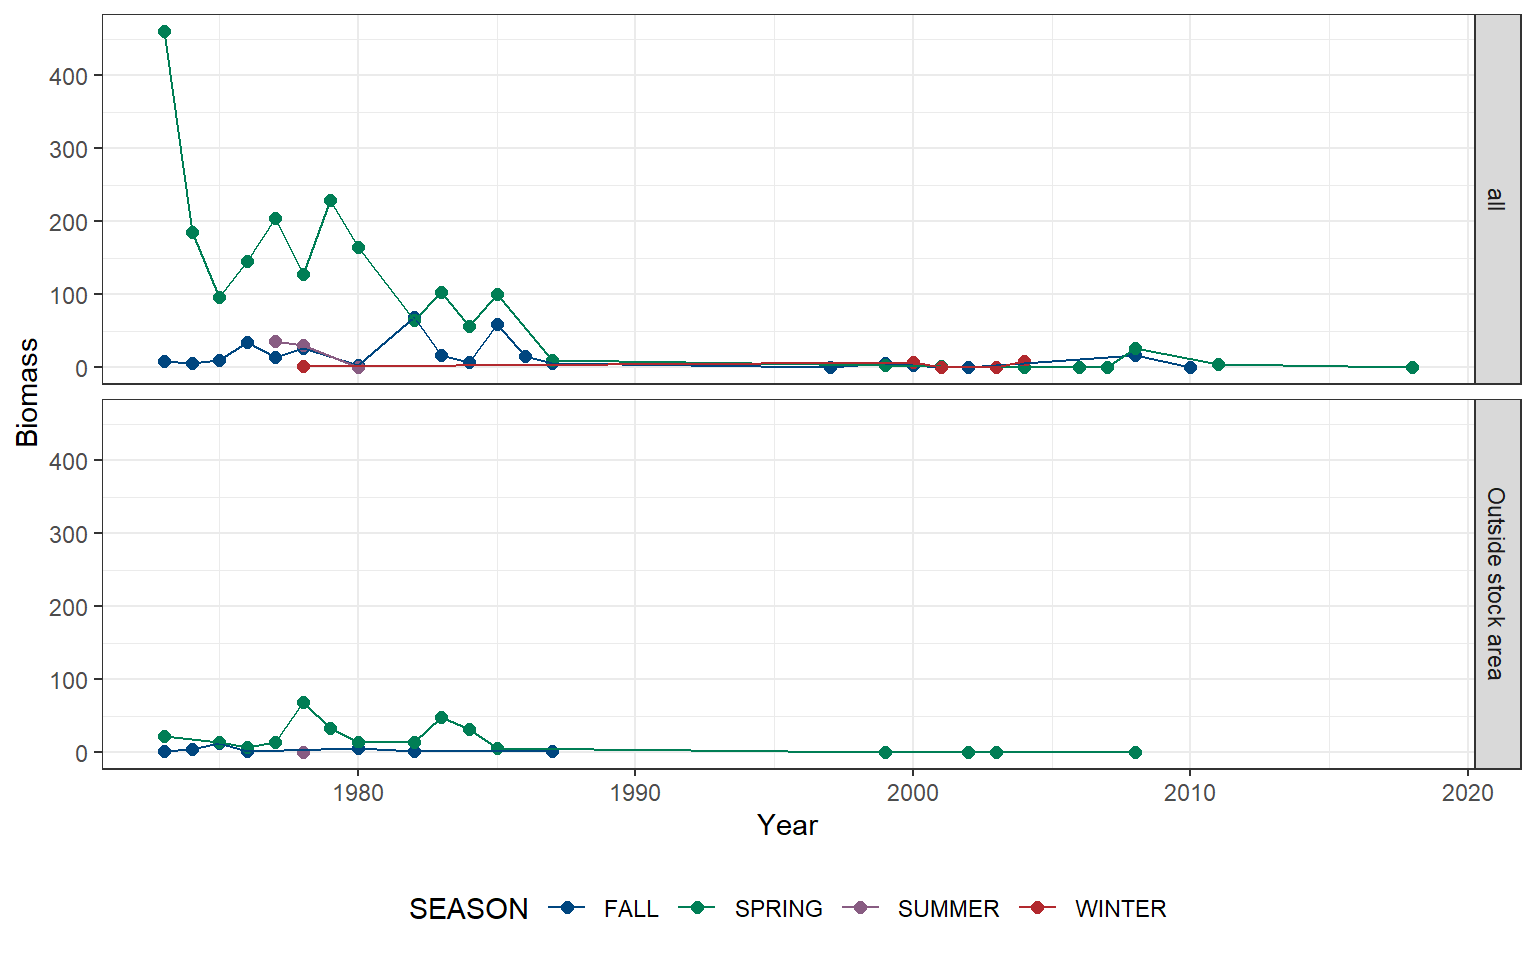 400
300
200
100
0
all
Biomass
400
300
200
100
0
Outside stock area
1980 1990 2000 2010 2020
Year
SEASON FALL SPRING SUMMER WINTER